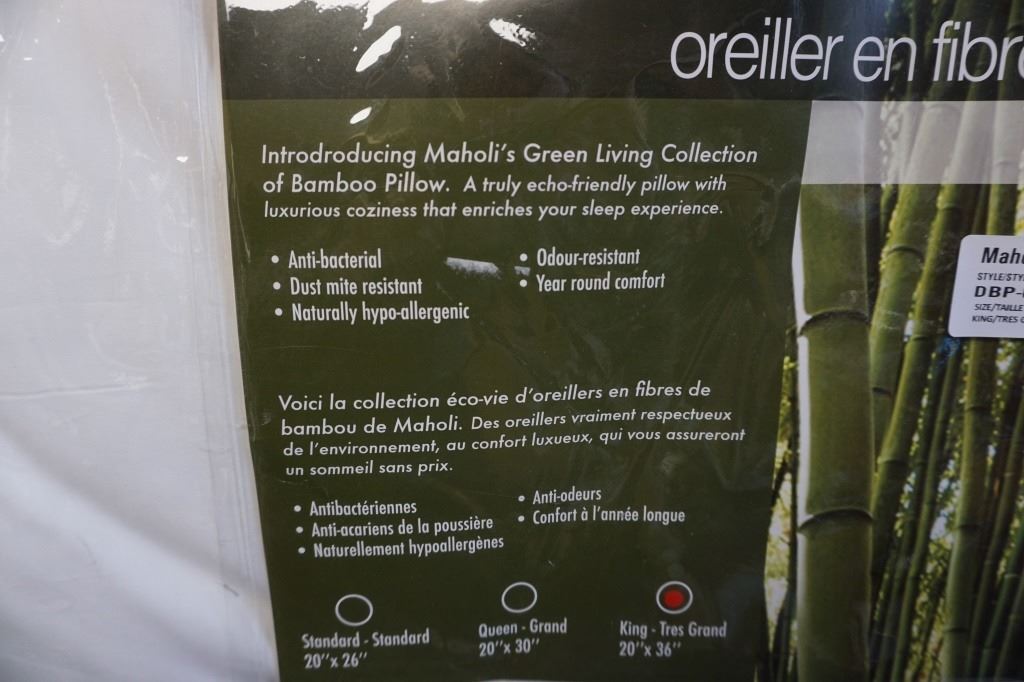 oreiller en
Introdroducing Maholi's Green Living Collection
of Bamboo Pillow. A truly echo-friendly pillow with
luxurious coziness that enriches your sleep experience.
• Anti-bacterial
• Dust mite resistant
• Naturally hypo-allergenic
• Odour-resistant
• Year round comfort
Voici la collection éco-vie d'oreillers en fibres de
bambou de Maholi. Des oreillers vraiment respectueux
de l'environnement, au confort luxueux, qui vous assureront
un sommeil sans prix.
• Antibactériennes
• Anti-acariens de la poussière
• Naturellement hypoallergènes
• Anti-odeurs
• Confort à l'année longue
Standard - Standard
20"x 26"
Queen - Grand
20"x 30"
King - Tres Grand
20"x 36"
SIZE/TAILLE
KING/TRES